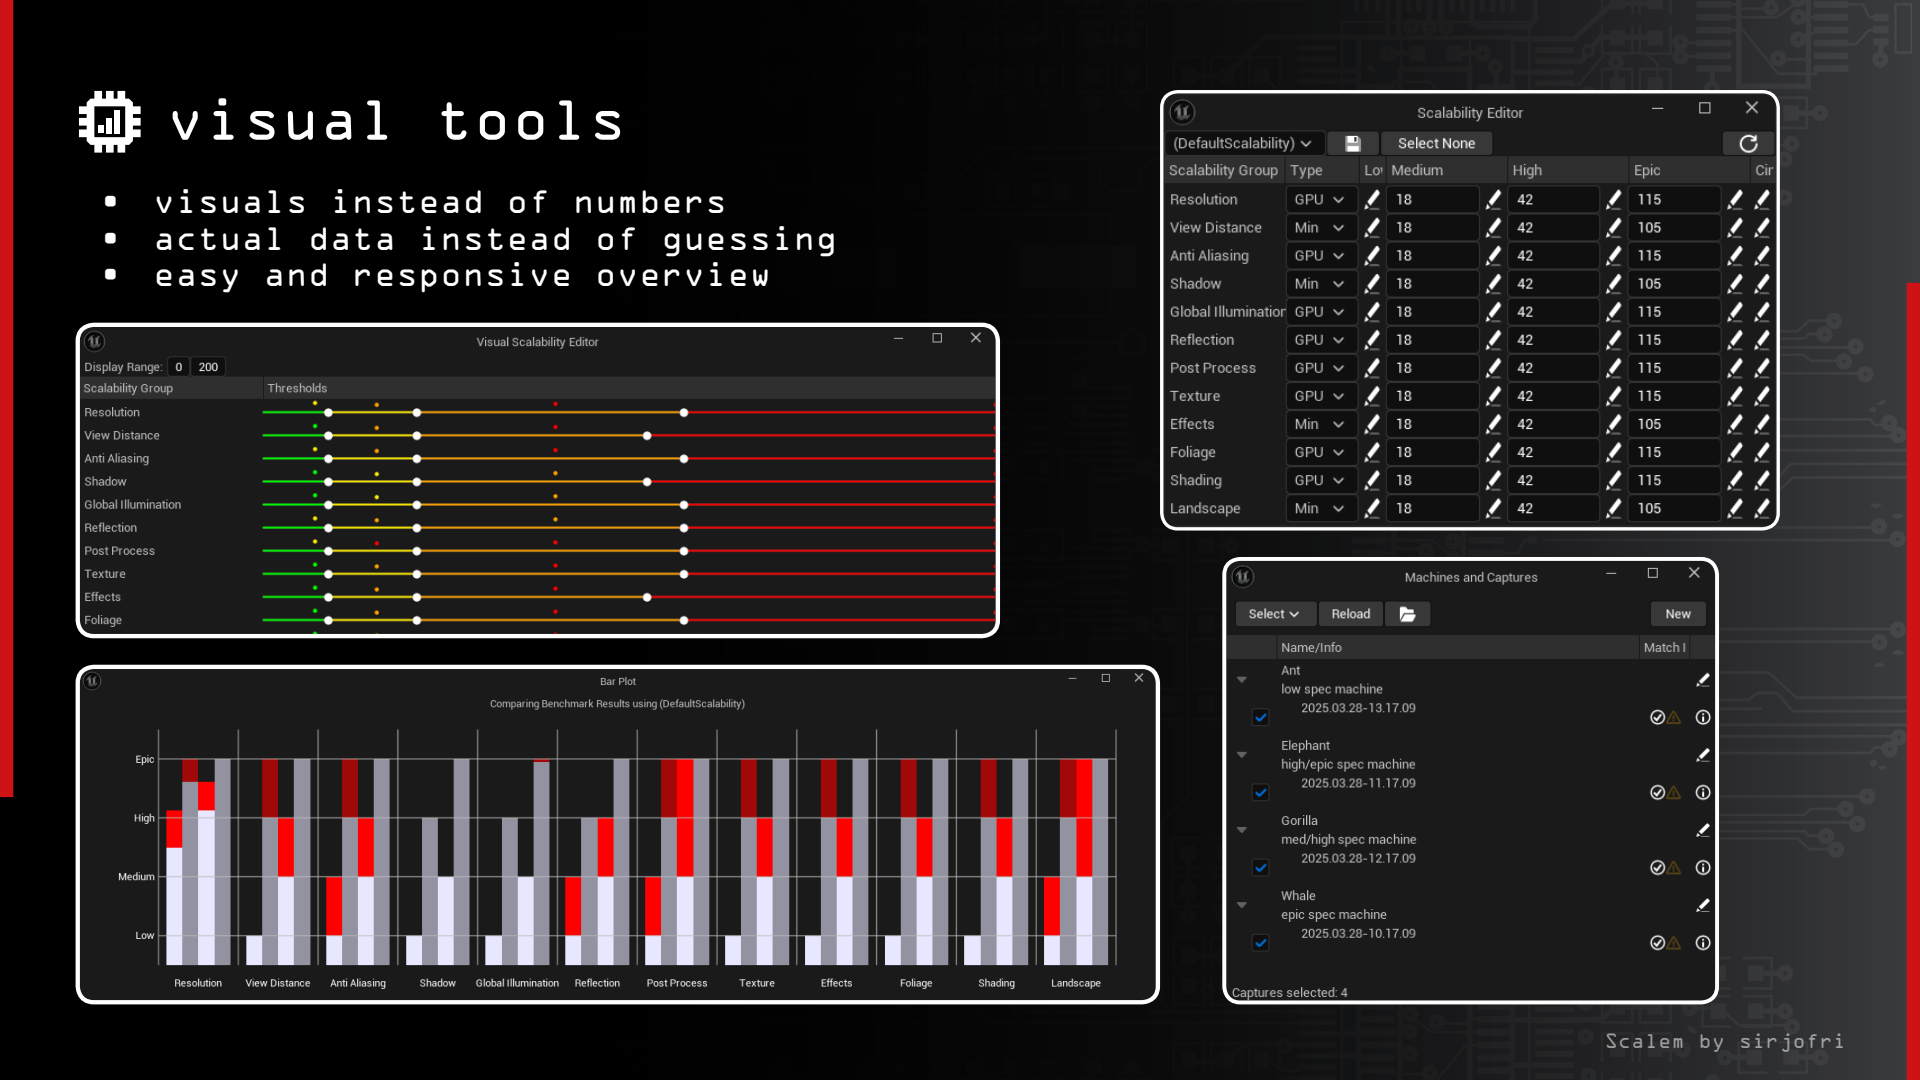 visual tools
visuals instead of numbers
actual data instead of guessing
easy and responsive overview
Visual Scalability Editor
Display Range: 0 200
Scalability Group Thresholds
Resolution
View Distance
Anti Aliasing
Shadow
Global Illumination
Reflection
Post Process
Texture
Effects
Foliage
Bar Plot
Comparing Benchmark Results using (DefaultScalability)
Epic
High
Medium
Low
Resolution View Distance Anti Aliasing Shadow Global Illumination Reflection Post Process Texture Effects Foliage Shading Landscape
Scalability Editor
(DefaultScalability) Select None
Scalability Group Type Lov Medium High Epic Cir
Resolution GPU 18 42 115
View Distance Min 18 42 105
Anti Aliasing GPU 18 42 115
Shadow Min 18 42 105
Global Illumination GPU 18 42 115
Reflection GPU 18 42 115
Post Process GPU 18 42 115
Texture GPU 18 42 115
Effects Min 18 42 105
Foliage GPU 18 42 115
Shading GPU 18 42 115
Landscape Min 18 42 105
Machines and Captures
Select Reload New
Name/Info Match I
Ant
low spec machine
2025.03.28-13.17.09
Elephant
high/epic spec machine
2025.03.28-11.17.09
Gorilla
med/high spec machine
2025.03.28-12.17.09
Whale
epic spec machine
2025.03.28-10.17.09
Captures selected: 4
Scalem by sirjofri